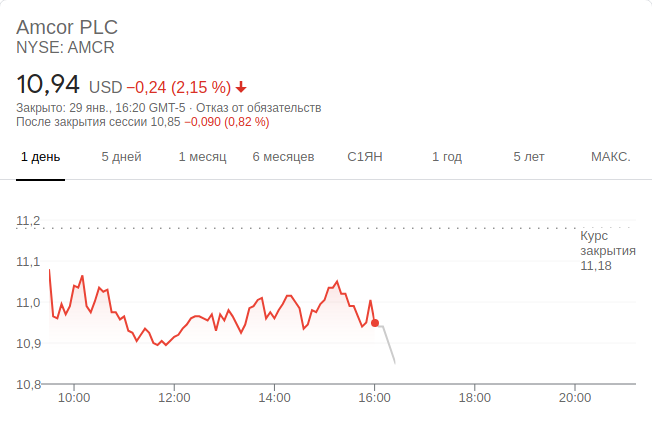 Amcor PLC
NYSE: AMCR
10,94 USD −0,24 (2,15 %)
Закрыто: 29 янв., 16:20 GMT-5 · Отказ от обязательств
После закрытия сессии 10,85 −0,090 (0,82 %)
1 день 5 дней 1 месяц 6 месяцев С1ЯН 1 год 5 лет МАКС.
11,2
Курс
закрытия
11,18
11,1
11,0
10,9
10,8
10:00 12:00 14:00 16:00 18:00 20:00